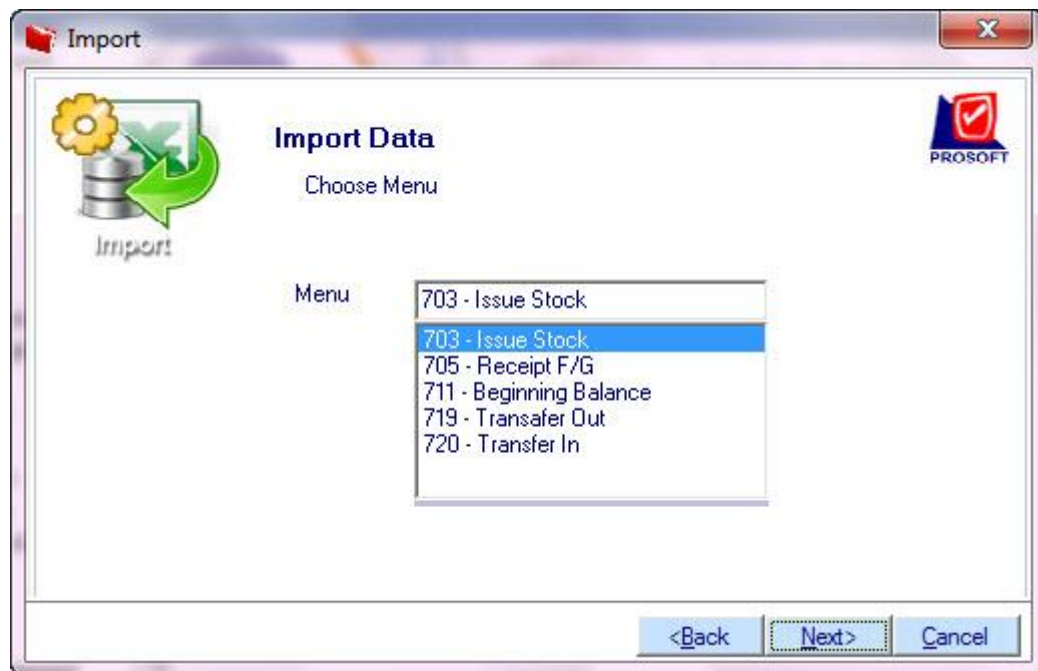 Import
Import Data
PROSOFT
Choose Menu
Import
Menu
703 - Issue Stock
703 - Issue Stock
705 - Receipt F/G
711 - Beginning Balance
719 - Transafer Out
720 - Transfer In
<Back
Next>
Cancel